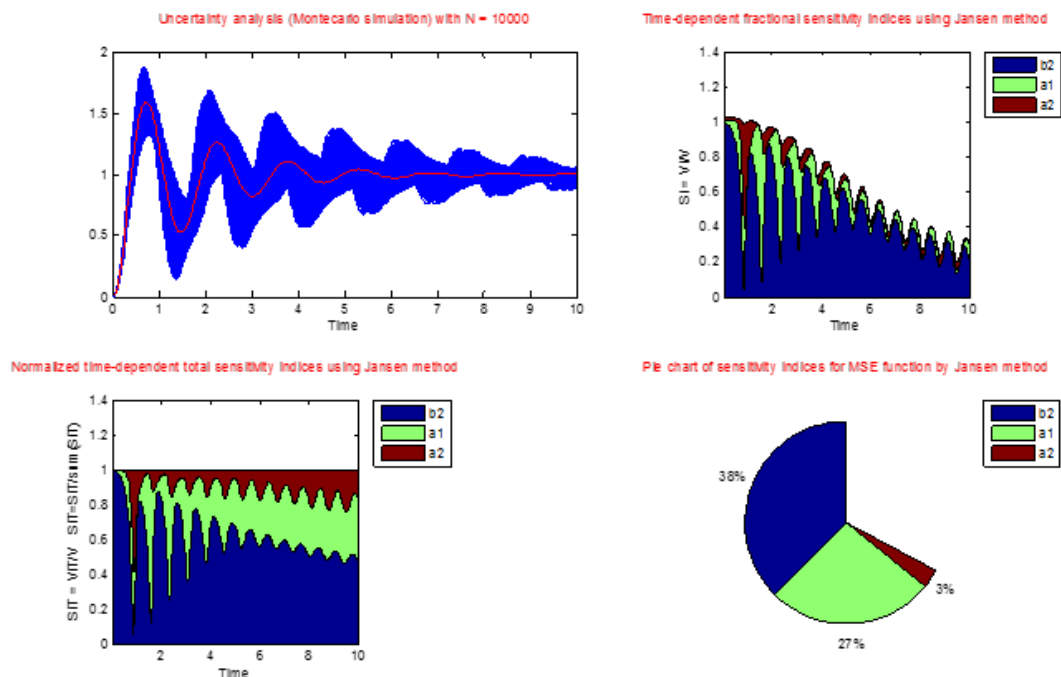 Uncertainty analysis (Montecarlo simulation) with N = 10000
2
1.5
1
0.5
0
0 1 2 3 4 5 6 7 8 9 10
Time
Time-dependent fractional sensitivity indices using Jansen method
1.4
1.2
1
0.8
0.6
0.4
0.2
0
0 2 4 6 8 10
SI = Vi/V
Time
b2
a1
a2
Normalized time-dependent total sensitivity indices using Jansen method
1.4
1.2
1
0.8
0.6
0.4
0.2
0
2 4 6 8 10
SIT = VIT/V SIT=SIT/sum(SIT)
Time
b2
a1
a2
Pie chart of sensitivity indices for MSE function by Jansen method
38%
27%
3%
b2
a1
a2